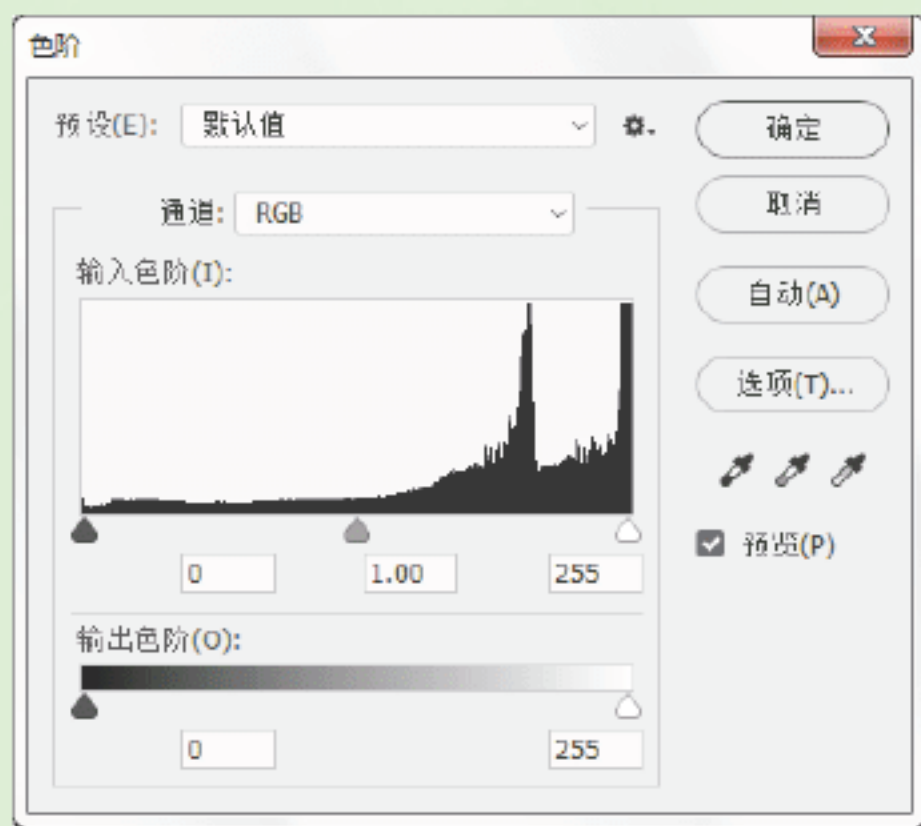 色阶
预设(E): 默认值
确定
通道: RGB
取消
输入色阶(I):
自动(A)
选项(T)...
预览(P)
0 1.00 255
输出色阶(O):
0 255